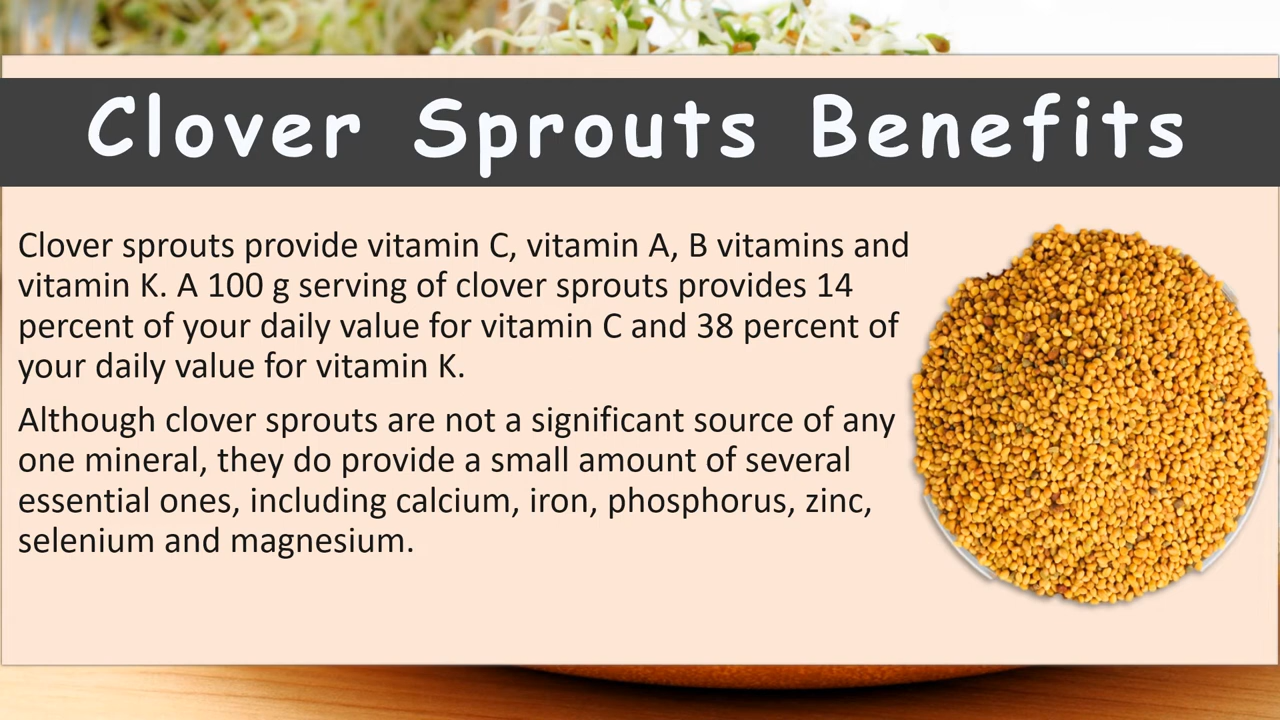 Clover Sprouts Benefits
Clover sprouts provide vitamin C, vitamin A, B vitamins and
vitamin K. A 100 g serving of clover sprouts provides 14
percent of your daily value for vitamin C and 38 percent of
your daily value for vitamin K.
Although clover sprouts are not a significant source of any
one mineral, they do provide a small amount of several
essential ones, including calcium, iron, phosphorus, zinc,
selenium and magnesium.